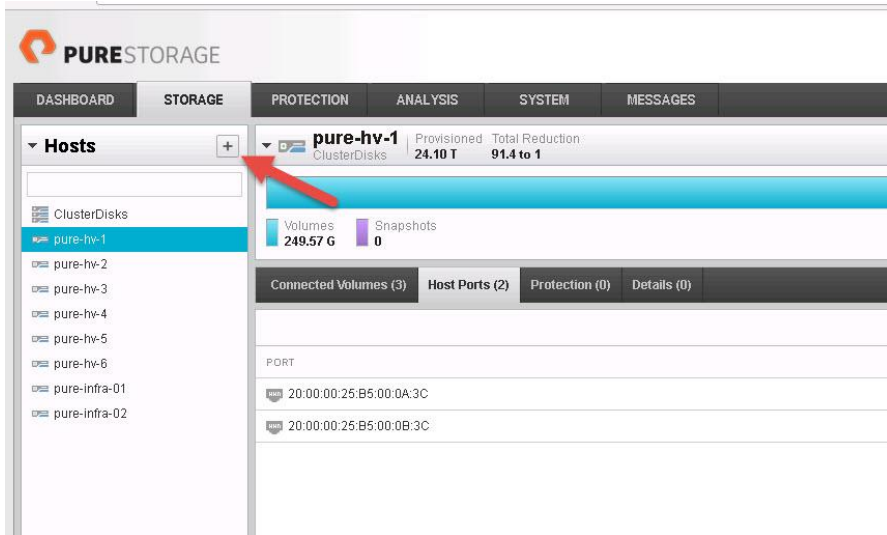 PURESTORAGE
DASHBOARD STORAGE PROTECTION ANALYSIS SYSTEM MESSAGES
Hosts +
pure-hv-1
ClusterDisks
Provisioned Total Reduction
24.10 T 91.4 to 1
ClusterDisks
pure-hv-1
pure-hv-2
pure-hv-3
pure-hv-4
pure-hv-5
pure-hv-6
pure-infra-01
pure-infra-02
Volumes Snapshots
249.57 G 0
Connected Volumes (3) Host Ports (2) Protection (0) Details (0)
PORT
20:00:00:25:B5:00:0A:3C
20:00:00:25:B5:00:0B:3C